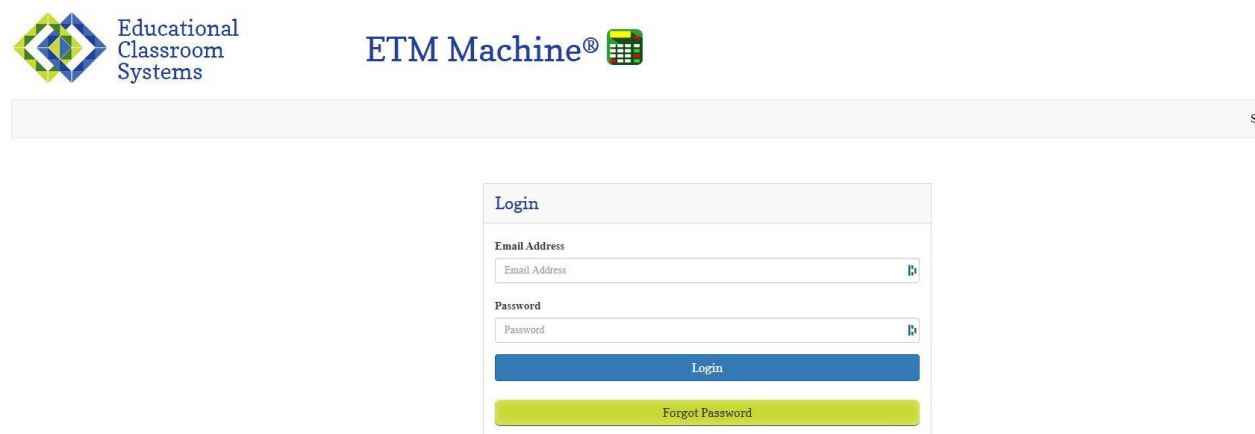 Educational
Classroom
Systems
ETM Machine®
S
Login
Email Address
Email Address
Password
Password
Login
Forgot Password